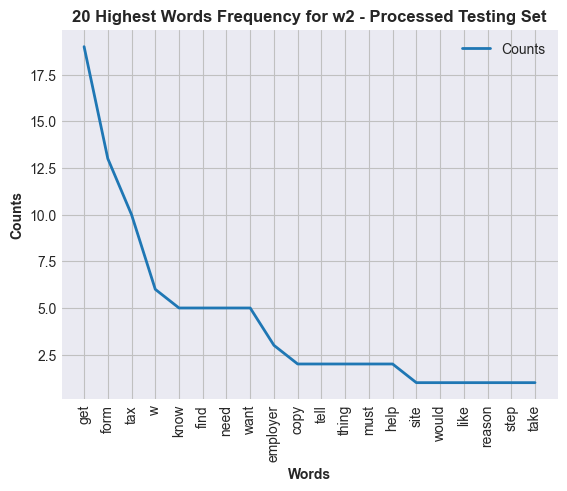 20 Highest Words Frequency for w2 - Processed Testing Set
Counts
Counts
17.5
15.0
12.5
10.0
7.5
5.0
2.5
get
form
tax
w
know
find
need
want
employer
copy
tell
thing
must
help
site
would
like
reason
step
take
Words